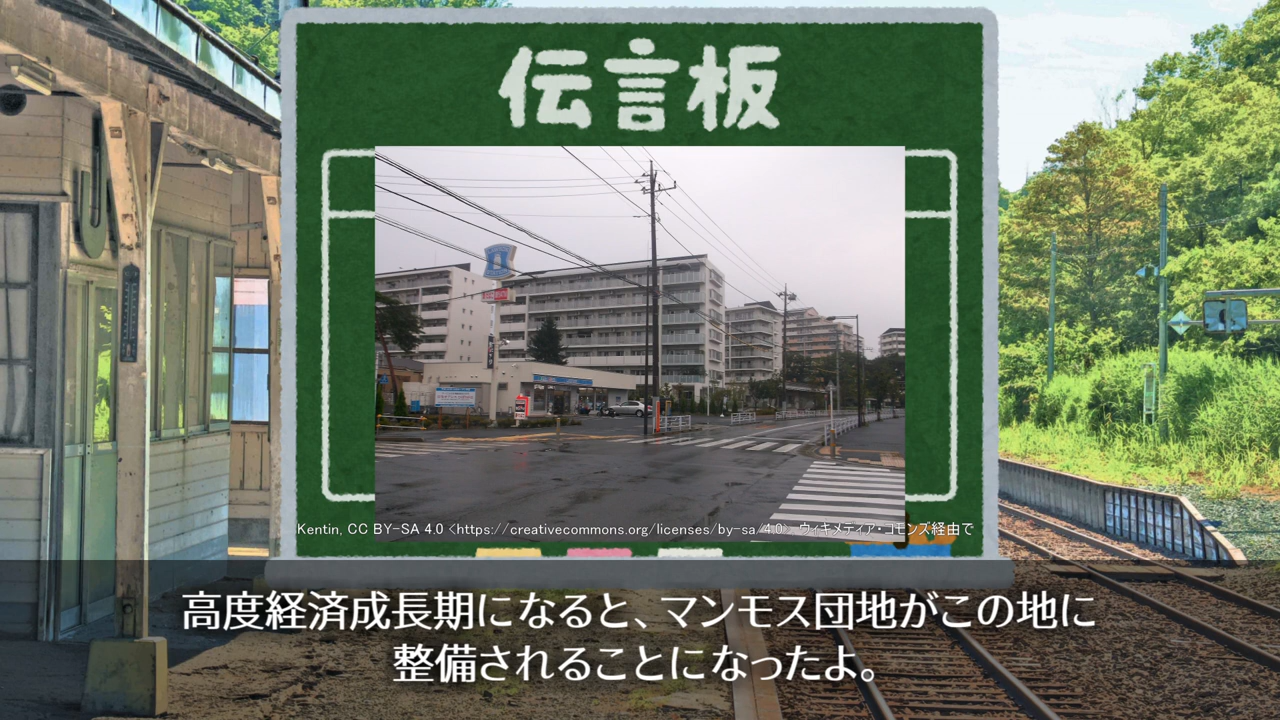 伝言板
Kentin, CC BY-SA 4.0 <https://creativecommons.org/licenses/by-sa/4.0>、ウィキメディア・コモンズ経由で
高度経済成長期になると、マンモス団地がこの地に
整備されることになったよ。